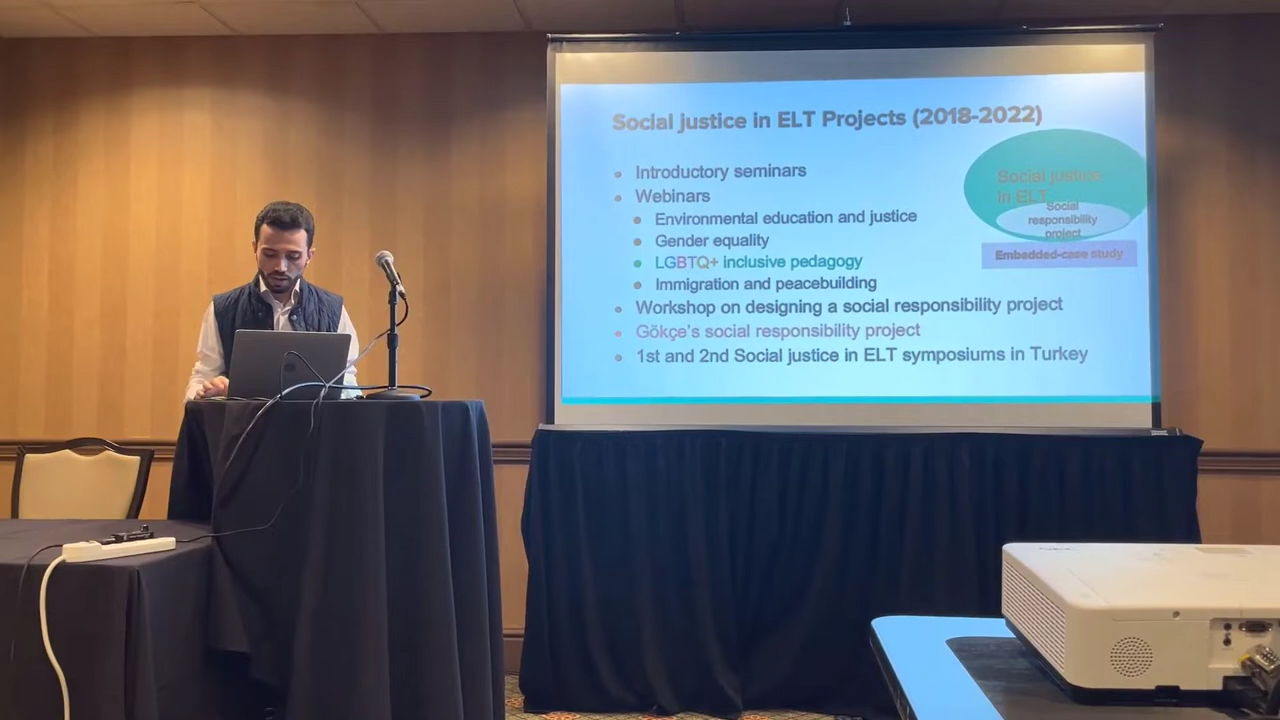 Social justice in ELT Projects (2018-2022)
Introductory seminars
Webinars
Environmental education and justice
Gender equality
LGBTQ+ inclusive pedagogy
Immigration and peacebuilding
Workshop on designing a social responsibility project
Gökçe's social responsibility project
1st and 2nd Social justice in ELT symposiums in Turkey
Social justice
in ELT
Social
responsibility
project
Embedded-case study